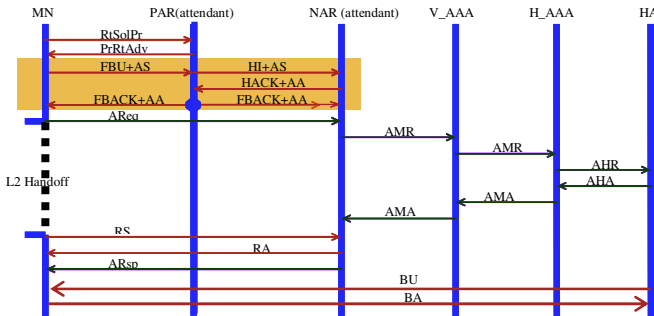 MN PAR(attendant) NAR (attendant) V_AAA H_AAA HA
RtSolPr
PrRtAdv
FBU+AS HI+AS
HACK+AA
FBACK+AA FBACK+AA
AReq
AMR
AMR
AHR
L2 Handoff AHA
AMA
AMA
RS
RA
ARsp
BU
BA